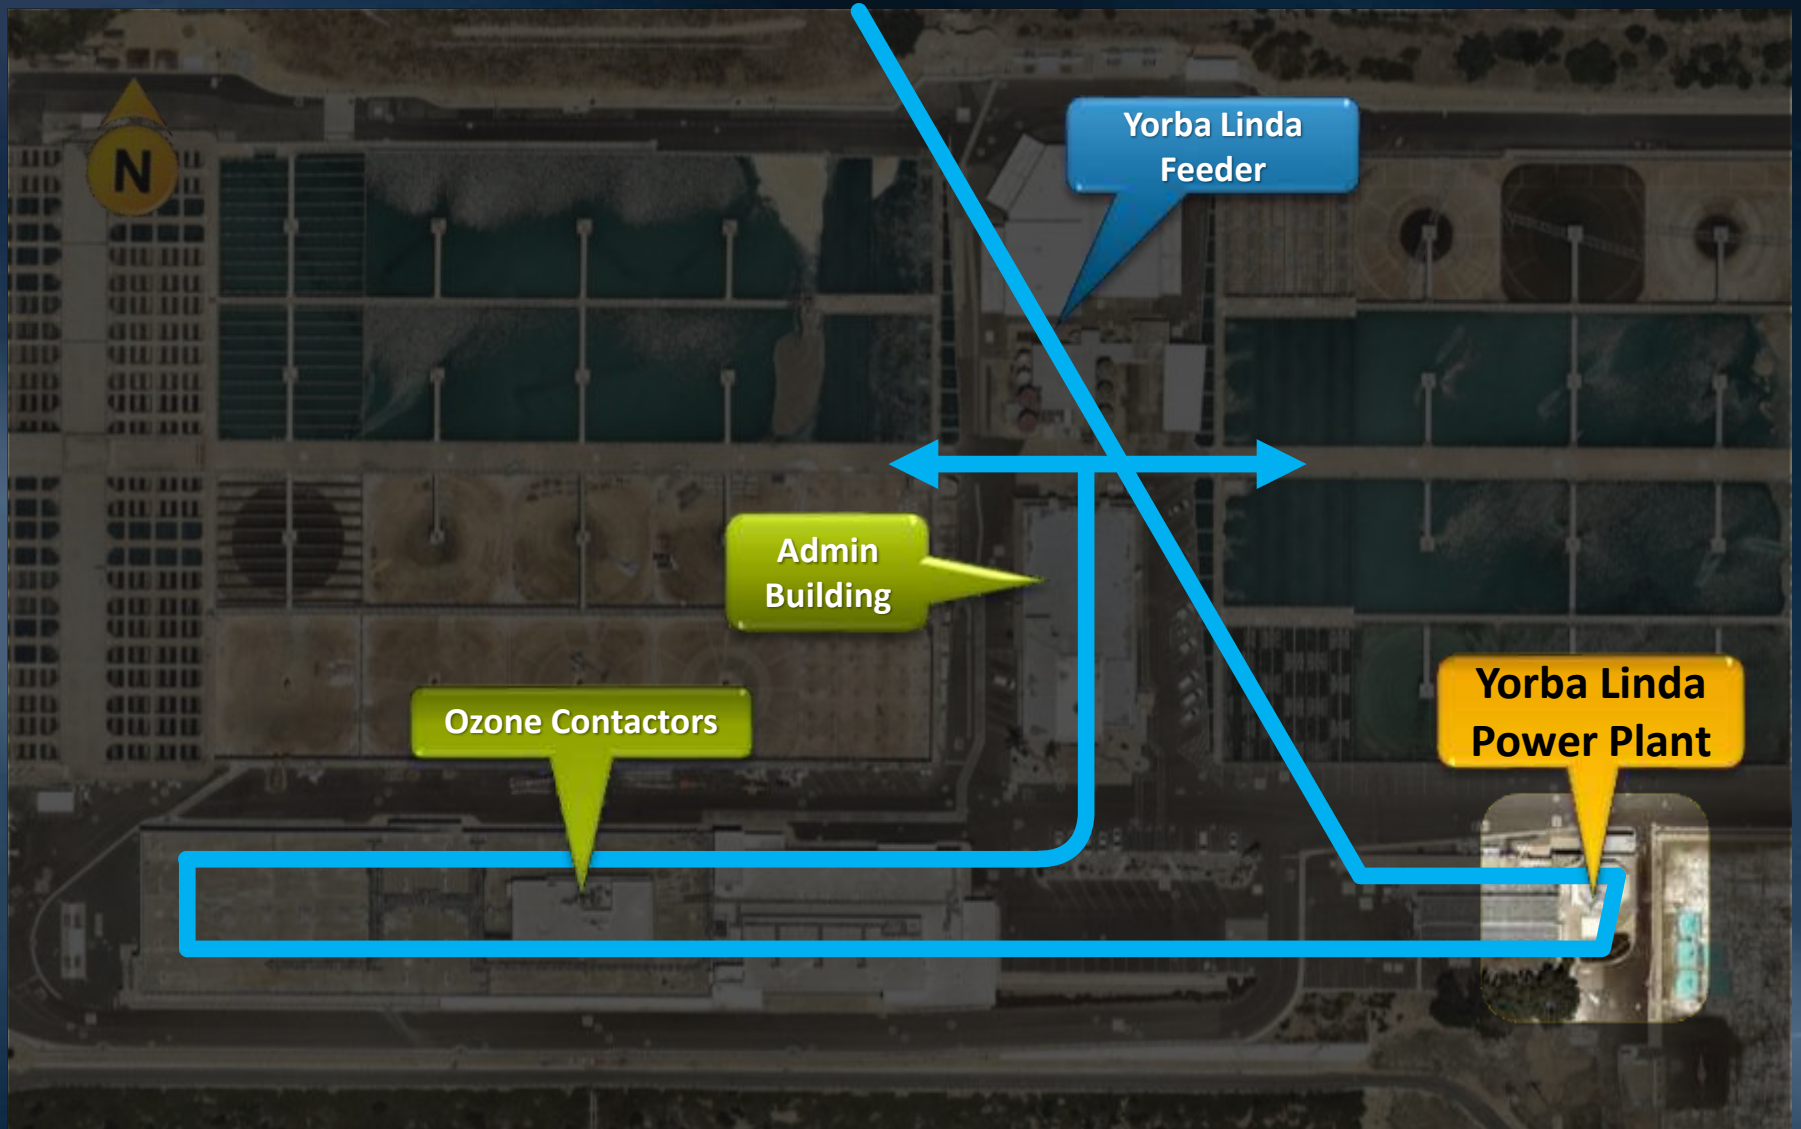 N
Yorba Linda
Feeder
Admin
Building
Ozone Contactors
Yorba Linda
Power Plant